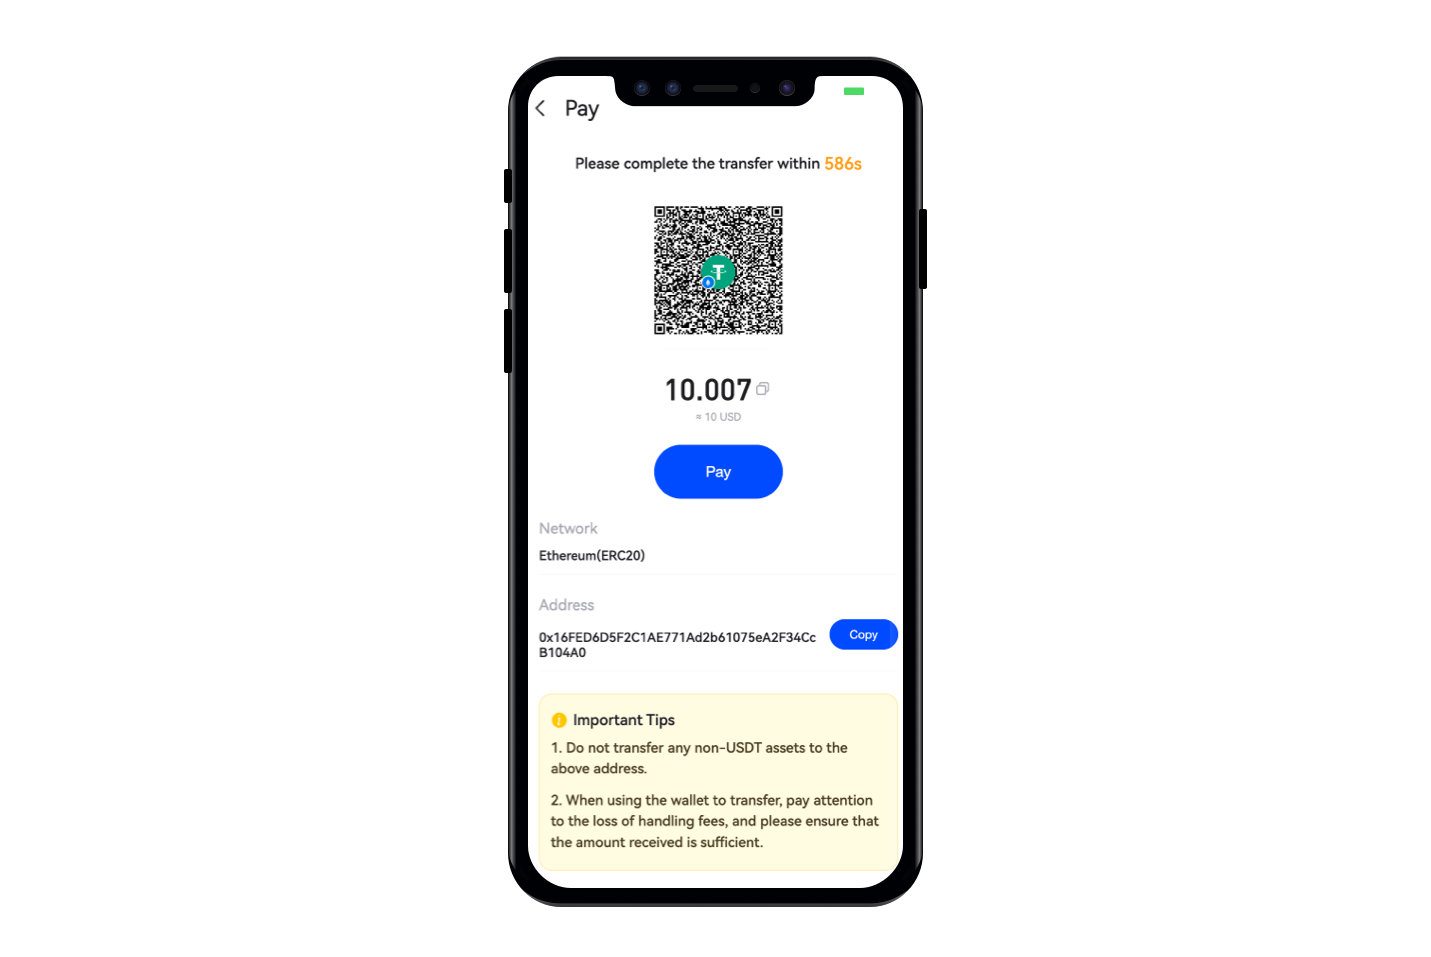 Pay
Please complete the transfer within 586s
10.007
≈ 10 USD
Pay
Network
Ethereum(ERC20)
Address
0x16FED6D5F2C1AE771Ad2b61075eA2F34Cc
B104A0
Copy
Important Tips
1. Do not transfer any non-USDT assets to the
above address.
2. When using the wallet to transfer, pay attention
to the loss of handling fees, and please ensure that
the amount received is sufficient.